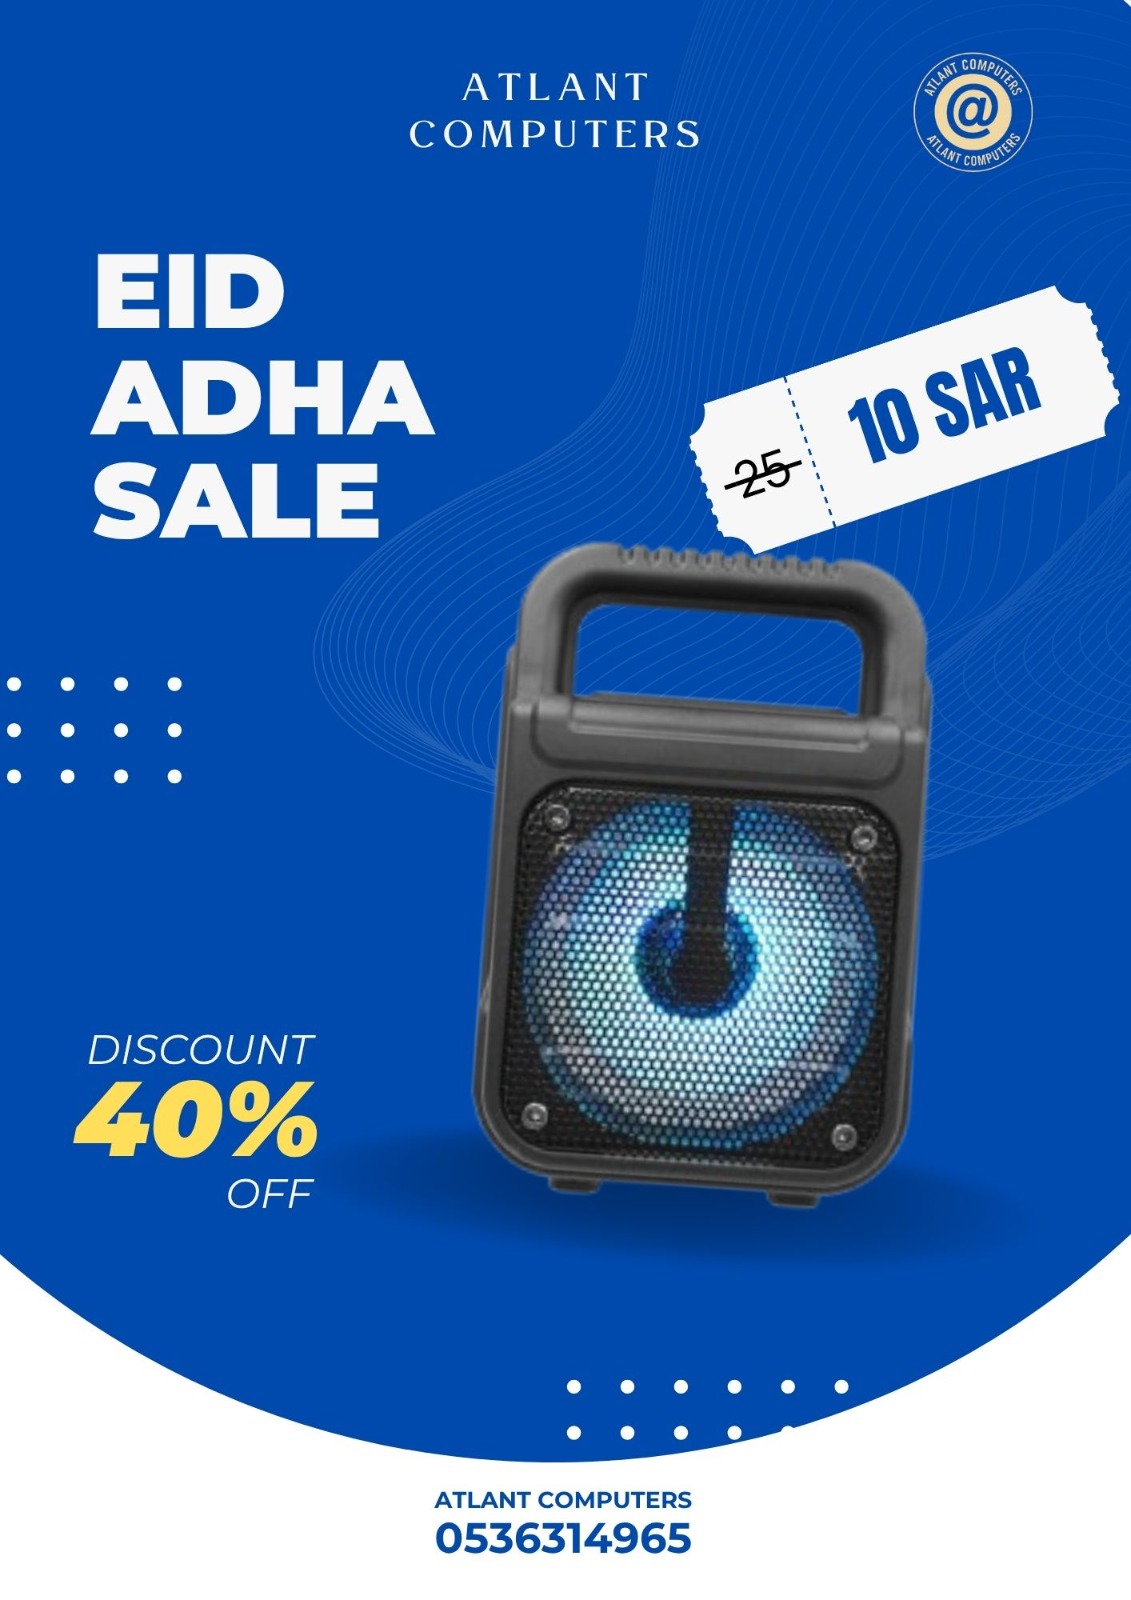 ATLANT
COMPUTERS
ATLANT COMPUTERS
@
ATLANT COMPUTERS
EID
ADHA
SALE
25
10 SAR
DISCOUNT
40%
OFF
ATLANT COMPUTERS
0536314965